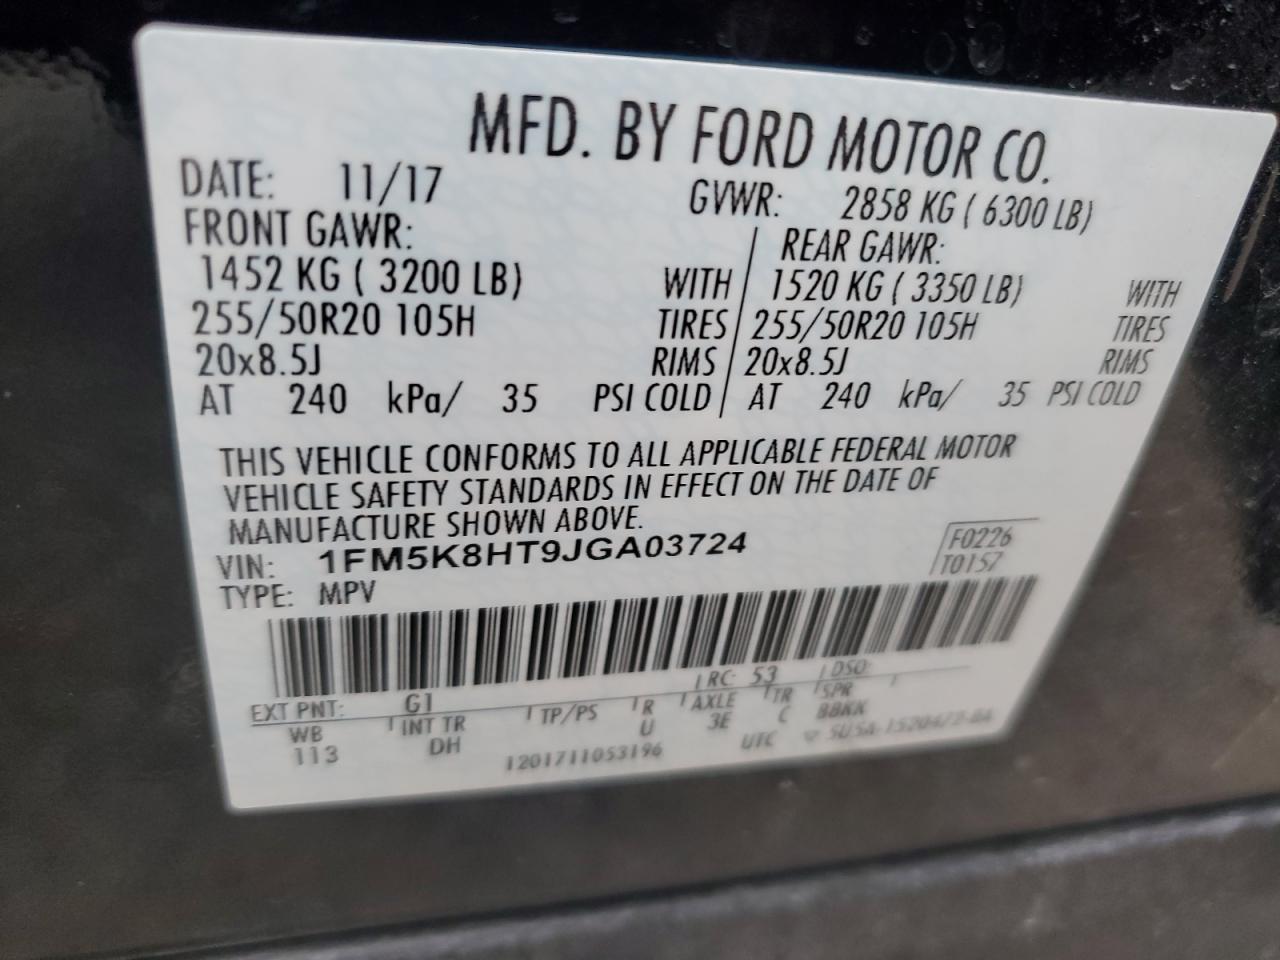 MFD. BY FORD MOTOR CO.
DATE: 11/17 GVWR: 2858 KG ( 6300 LB)
FRONT GAWR: REAR GAWR:
1452 KG ( 3200 LB) WITH 1520 KG ( 3350 LB) WITH
255/50R20 105H TIRES 255/50R20 105H TIRES
20x8.5J RIMS 20x8.5J RIMS
AT 240 kPa/ 35 PSI COLD AT 240 kPa/ 35 PSI COLD
THIS VEHICLE CONFORMS TO ALL APPLICABLE FEDERAL MOTOR
VEHICLE SAFETY STANDARDS IN EFFECT ON THE DATE OF
MANUFACTURE SHOWN ABOVE.
VIN: 1FM5K8HT9JGA03724 F0226
TYPE: MPV T0157
EXT PNT: G1 RC: 53 DSO:
WB INT TR TP/PS R AXLE TR SPR
113 DH U 3E C BBKK
1201711053196 UTC